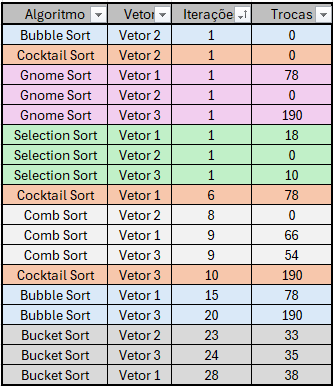 Algoritmo Vetor Iteraçõe Trocas
Bubble Sort Vetor 2 1 0
Cocktail Sort Vetor 2 1 0
Gnome Sort Vetor 1 1 78
Gnome Sort Vetor 2 1 0
Gnome Sort Vetor 3 1 190
Selection Sort Vetor 1 1 18
Selection Sort Vetor 2 1 0
Selection Sort Vetor 3 1 10
Cocktail Sort Vetor 1 6 78
Comb Sort Vetor 2 8 0
Comb Sort Vetor 1 9 66
Comb Sort Vetor 3 9 54
Cocktail Sort Vetor 3 10 190
Bubble Sort Vetor 1 15 78
Bubble Sort Vetor 3 20 190
Bucket Sort Vetor 2 23 33
Bucket Sort Vetor 3 24 35
Bucket Sort Vetor 1 28 38